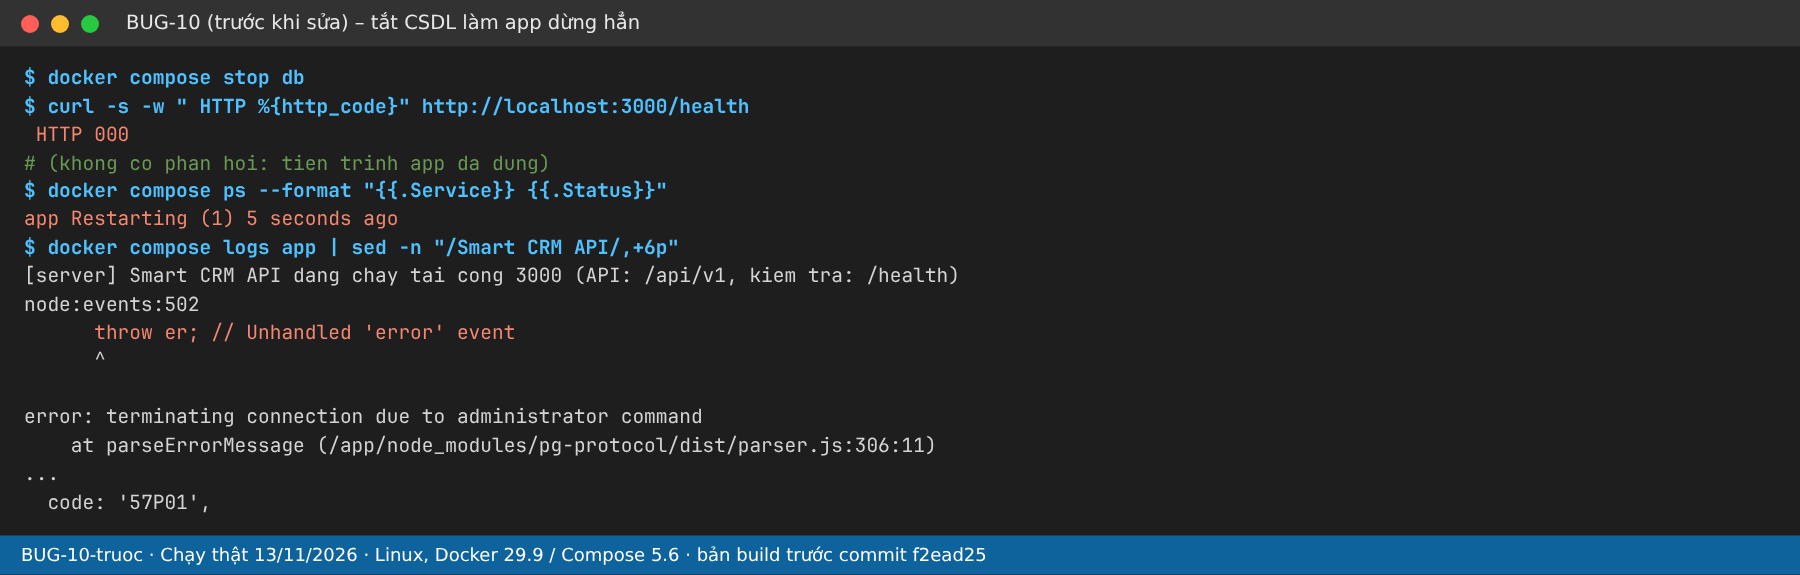 BUG-10 (trước khi sửa) – tắt CSDL làm app dừng hẳn
$ docker compose stop db
$ curl -s -w " HTTP %{http_code}" http://localhost:3000/health
 HTTP 000
# (khong co phan hoi: tien trinh app da dung)
$ docker compose ps --format "{{.Service}} {{.Status}}"
app Restarting (1) 5 seconds ago
$ docker compose logs app | sed -n "/Smart CRM API/,+6p"
[server] Smart CRM API dang chay tai cong 3000 (API: /api/v1, kiem tra: /health)
node:events:502
      throw er; // Unhandled 'error' event
      ^
error: terminating connection due to administrator command
    at parseErrorMessage (/app/node_modules/pg-protocol/dist/parser.js:306:11)
...
  code: '57P01',
BUG-10-truoc · Chạy thật 13/11/2026 · Linux, Docker 29.9 / Compose 5.6 · bản build trước commit f2ead25